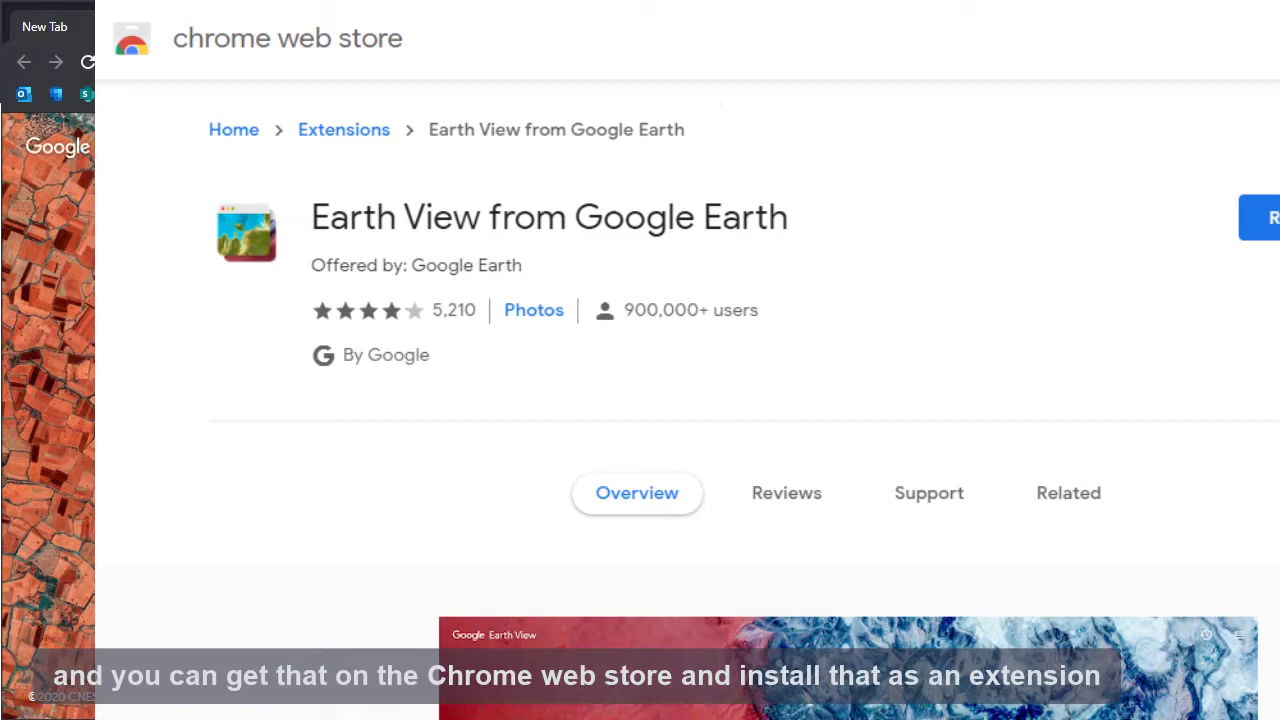 New Tab
Google
chrome web store
Home > Extensions > Earth View from Google Earth
Earth View from Google Earth
R
Offered by: Google Earth
5,210 Photos 900,000+ users
G By Google
Overview Reviews Support Related
Google Earth View
and you can get that on the Chrome web store and install that as an extension
©2020 CNES